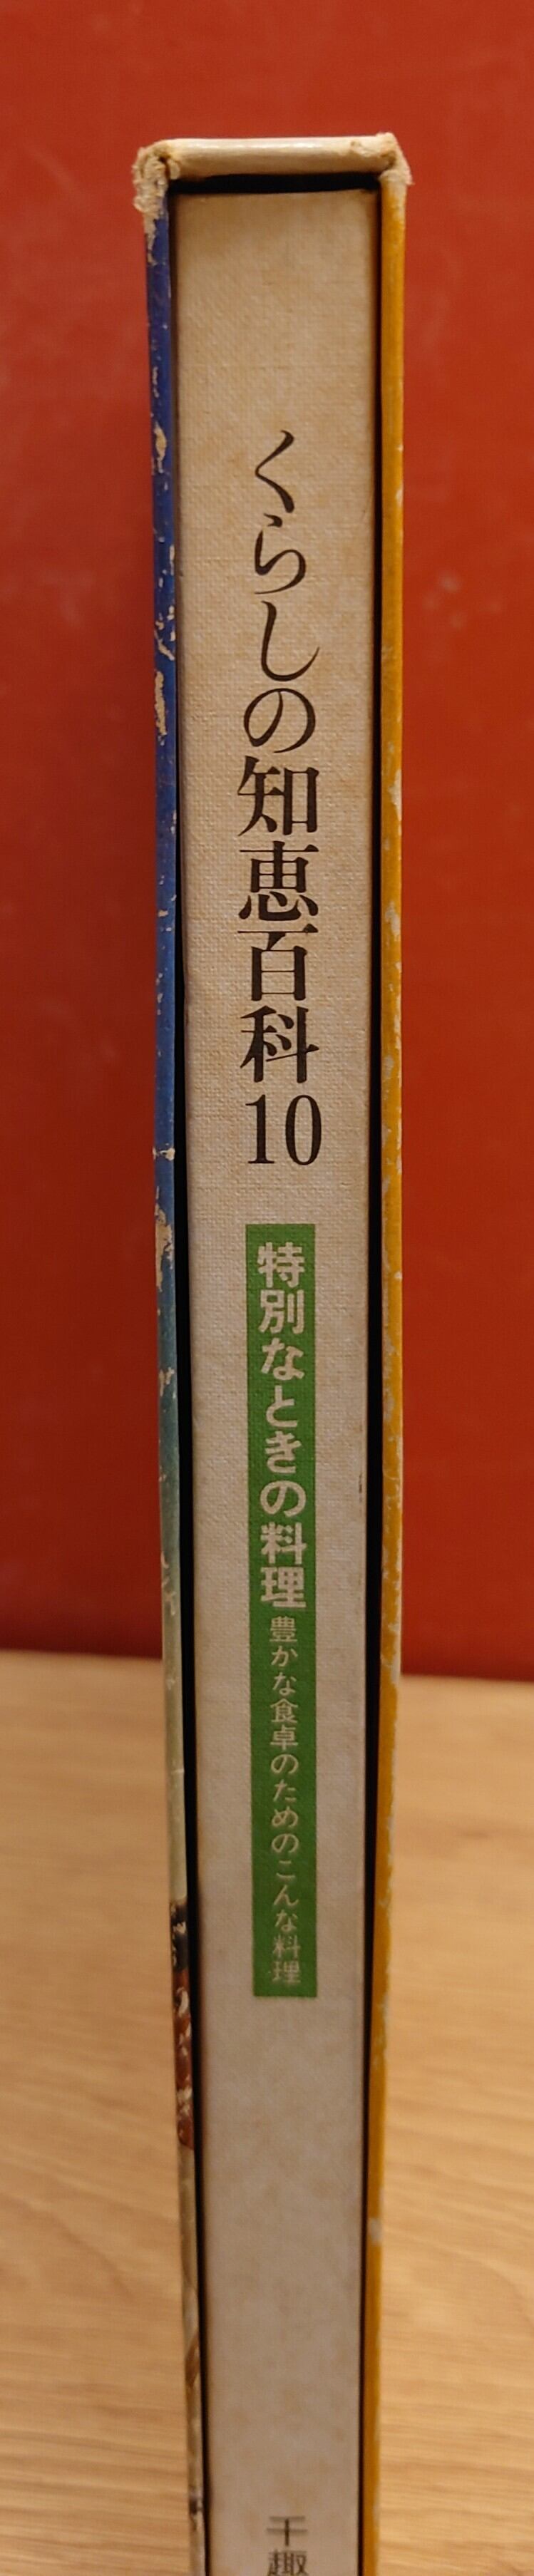 くらしの知恵百科10
特別なときの料理
豊かな食卓のためのこんな料理
千趣